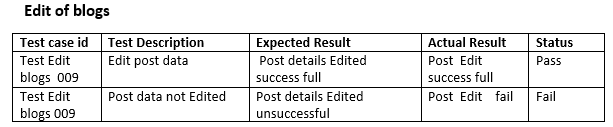 Edit of blogs
Test case id Test Description Expected Result Actual Result Status
Test Edit blogs 009 Edit post data Post details Edited success full Post Edit success full Pass
Test Edit blogs 009 Post data not Edited Post details Edited unsuccessful Post Edit fail Fail